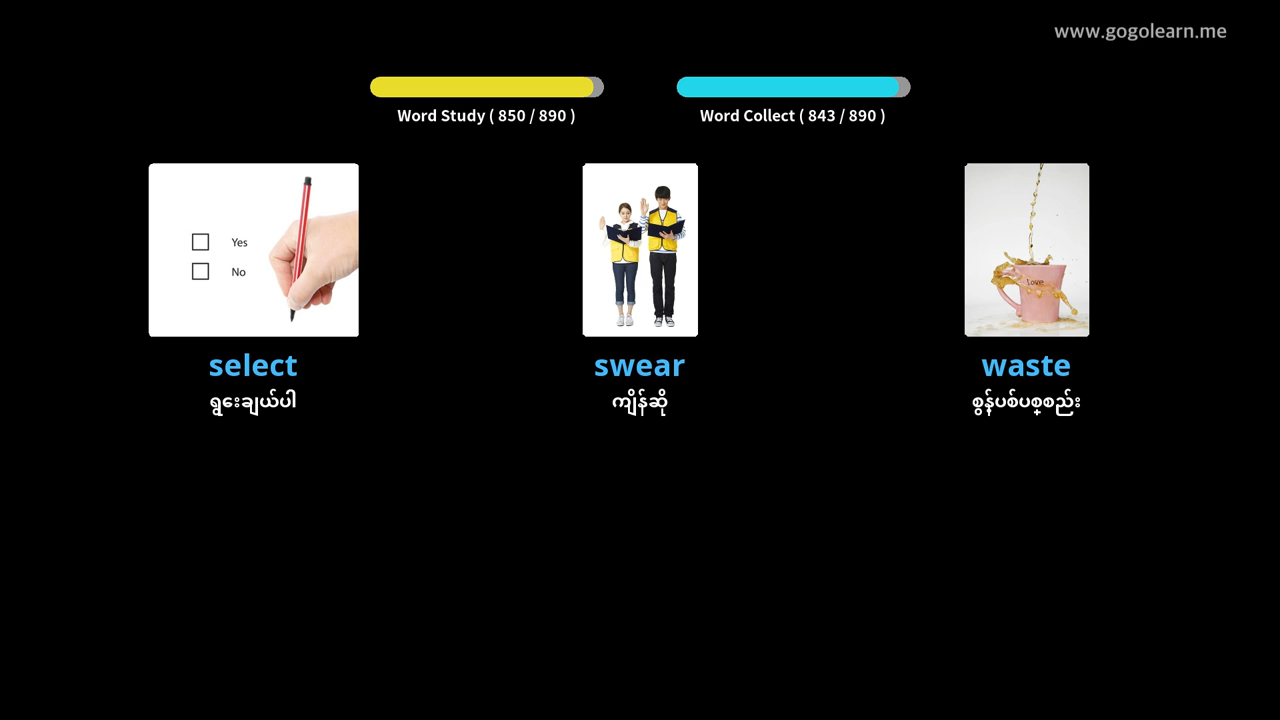 www.gogolearn.me
Word Study ( 850 / 890 )
Word Collect ( 843 / 890 )
Yes
No
Love
select
swear
waste
ရွေးချယ်ပါ
ကျိန်ဆို
စွန့်ပစ်ပစ္စည်း